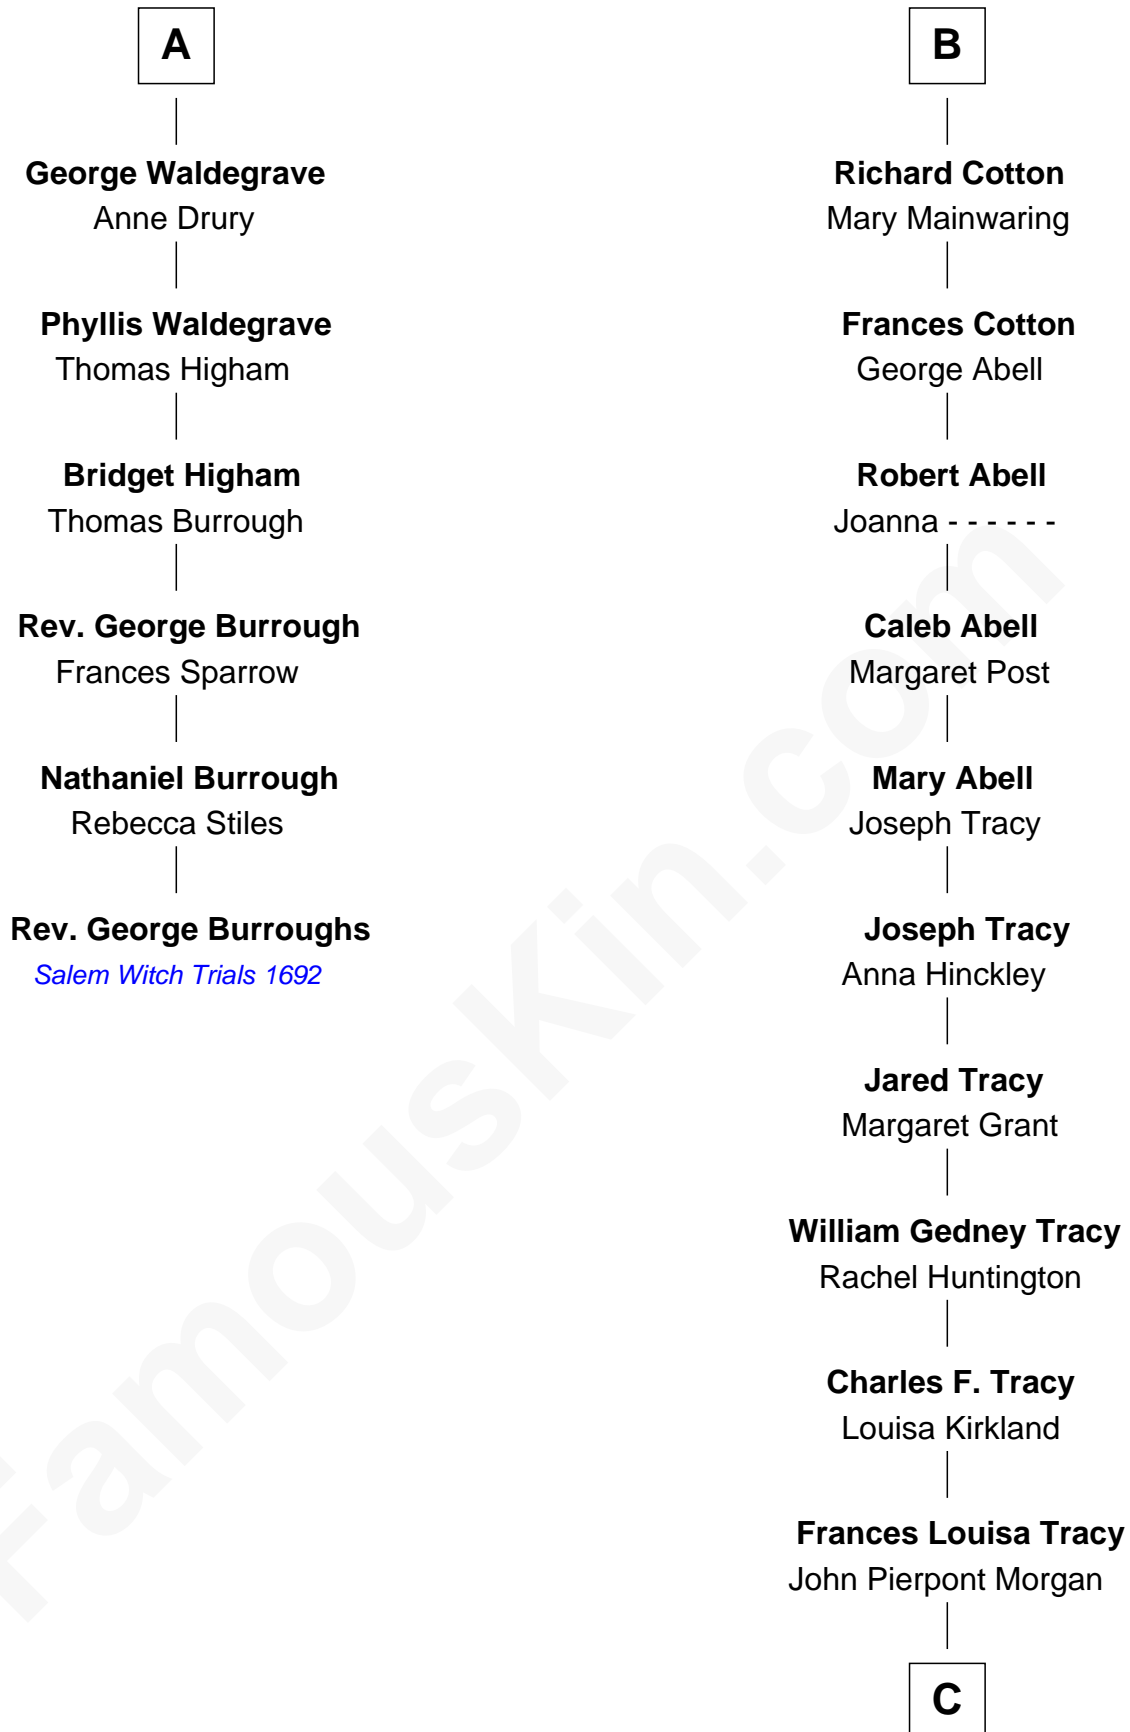 A
George Waldegrave
Anne Drury
Phyllis Waldegrave
Thomas Higham
Bridget Higham
Thomas Burrough
Rev. George Burrough
Frances Sparrow
Nathaniel Burrough
Rebecca Stiles
Rev. George Burroughs
Salem Witch Trials 1692
B
Richard Cotton
Mary Mainwaring
Frances Cotton
George Abell
Robert Abell
Joanna - - - - - -
Caleb Abell
Margaret Post
Mary Abell
Joseph Tracy
Joseph Tracy
Anna Hinckley
Jared Tracy
Margaret Grant
William Gedney Tracy
Rachel Huntington
Charles F. Tracy
Louisa Kirkland
Frances Louisa Tracy
John Pierpont Morgan
C
FamousKin.com